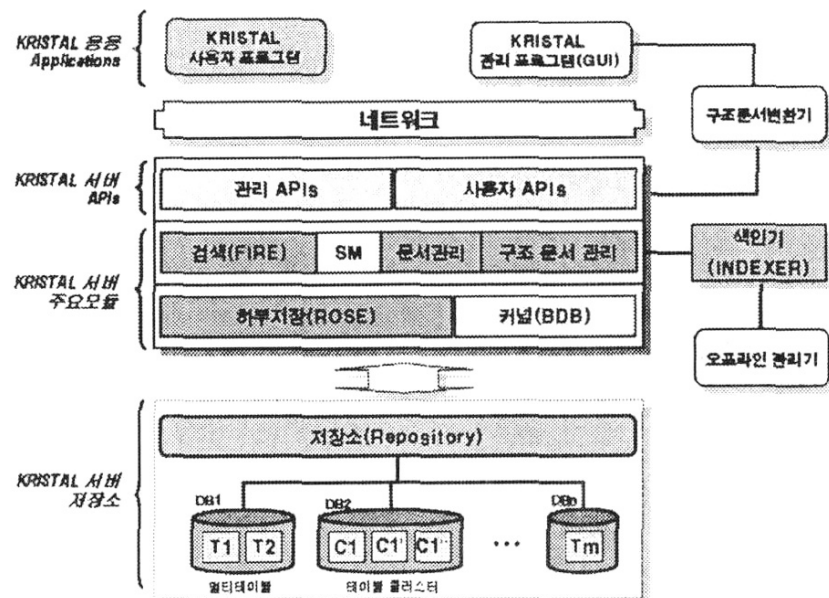 KRISTAL 응용
Applications
KRISTAL
사용자 프로그램
KRISTAL
관리 프로그램(GUI)
네트워크
구조문서변환기
KRISTAL 서버
APIs
관리 APIs
사용자 APIs
KRISTAL 서버
주요모듈
검색(FIRE)
SM
문서관리
구조 문서 관리
색인기
(INDEXER)
하부저장(ROSE)
커널(BDB)
오프라인 관리기
KRISTAL 서버
저장소
저장소(Repository)
DB1
DB2
DBn
T1
T2
C1
C1'
C1''
...
Tm
멀티테이블
테이블 클러스터